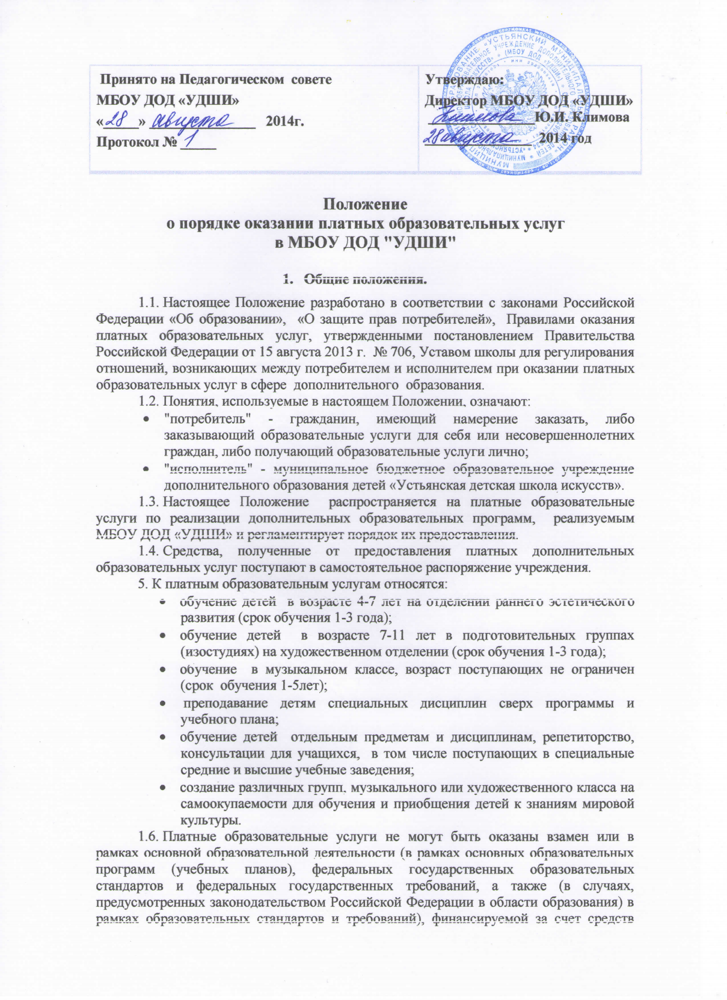 Принято на Педагогическом совете
МБОУ ДОД «УДШИ»
«28» августа 2014г.
Протокол № 1
Утверждаю:
Директор МБОУ ДОД «УДШИ»
Климова Ю.И. Климова
28 августа 2014 год
Положение
о порядке оказании платных образовательных услуг
в МБОУ ДОД "УДШИ"
1. Общие положения.
1.1. Настоящее Положение разработано в соответствии с законами Российской
Федерации «Об образовании», «О защите прав потребителей», Правилами оказания
платных образовательных услуг, утвержденными постановлением Правительства
Российской Федерации от 15 августа 2013 г. № 706, Уставом школы для регулирования
отношений, возникающих между потребителем и исполнителем при оказании платных
образовательных услуг в сфере дополнительного образования.
1.2. Понятия, используемые в настоящем Положении, означают:
• "потребитель" - гражданин, имеющий намерение заказать, либо
заказывающий образовательные услуги для себя или несовершеннолетних
граждан, либо получающий образовательные услуги лично;
• "исполнитель" - муниципальное бюджетное образовательное учреждение
дополнительного образования детей «Устьянская детская школа искусств».
1.3. Настоящее Положение распространяется на платные образовательные
услуги по реализации дополнительных образовательных программ, реализуемым
МБОУ ДОД «УДШИ» и регламентирует порядок их предоставления.
1.4. Средства, полученные от предоставления платных дополнительных
образовательных услуг поступают в самостоятельное распоряжение учреждения.
5. К платным образовательным услугам относятся:
• обучение детей в возрасте 4-7 лет на отделении раннего эстетического
развития (срок обучения 1-3 года);
• обучение детей в возрасте 7-11 лет в подготовительных группах
(изостудиях) на художественном отделении (срок обучения 1-3 года);
• обучение в музыкальном классе, возраст поступающих не ограничен
(срок обучения 1-5лет);
• преподавание детям специальных дисциплин сверх программы и
учебного плана;
• обучение детей отдельным предметам и дисциплинам, репетиторство,
консультации для учащихся, в том числе поступающих в специальные
средние и высшие учебные заведения;
• создание различных групп, музыкального или художественного класса на
самоокупаемости для обучения и приобщения детей к знаниям мировой
культуры.
1.6. Платные образовательные услуги не могут быть оказаны взамен или в
рамках основной образовательной деятельности (в рамках основных образовательных
программ (учебных планов), федеральных государственных образовательных
стандартов и федеральных государственных требований, а также (в случаях,
предусмотренных законодательством Российской Федерации в области образования) в
рамках образовательных стандартов и требований), финансируемой за счет средств